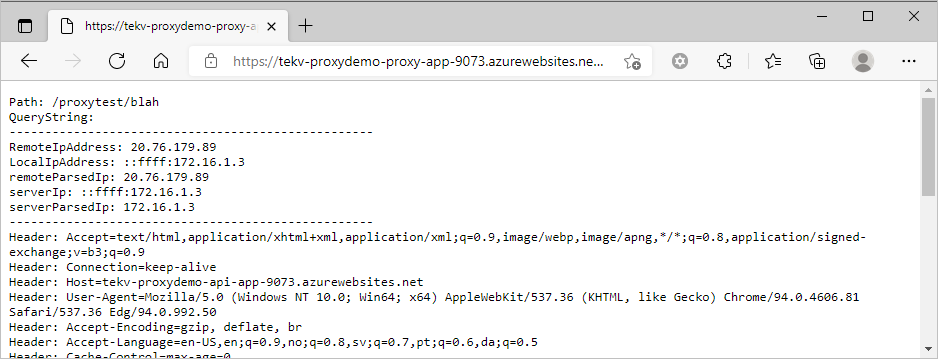 https://tekv-proxydemo-proxy-a
https://tekv-proxydemo-proxy-app-9073.azurewebsites.ne...
Path: /proxytest/blah
QueryString:
-------------------------------------------------
RemoteIpAddress: 20.76.179.89
LocalIpAddress: ::ffff:172.16.1.3
remoteParsedIp: 20.76.179.89
serverIp: ::ffff:172.16.1.3
serverParsedIp: 172.16.1.3
-------------------------------------------------
Header: Accept=text/html,application/xhtml+xml,application/xml;q=0.9,image/webp,image/apng,*/*;q=0.8,application/signed-
exchange;v=b3;q=0.9
Header: Connection=keep-alive
Header: Host=tekv-proxydemo-api-app-9073.azurewebsites.net
Header: User-Agent=Mozilla/5.0 (Windows NT 10.0; Win64; x64) AppleWebKit/537.36 (KHTML, like Gecko) Chrome/94.0.4606.81
Safari/537.36 Edg/94.0.992.50
Header: Accept-Encoding=gzip, deflate, br
Header: Accept-Language=en-US,en;q=0.9,no;q=0.8,sv;q=0.7,pt;q=0.6,da;q=0.5
Header: Cache-Control=max-age=0